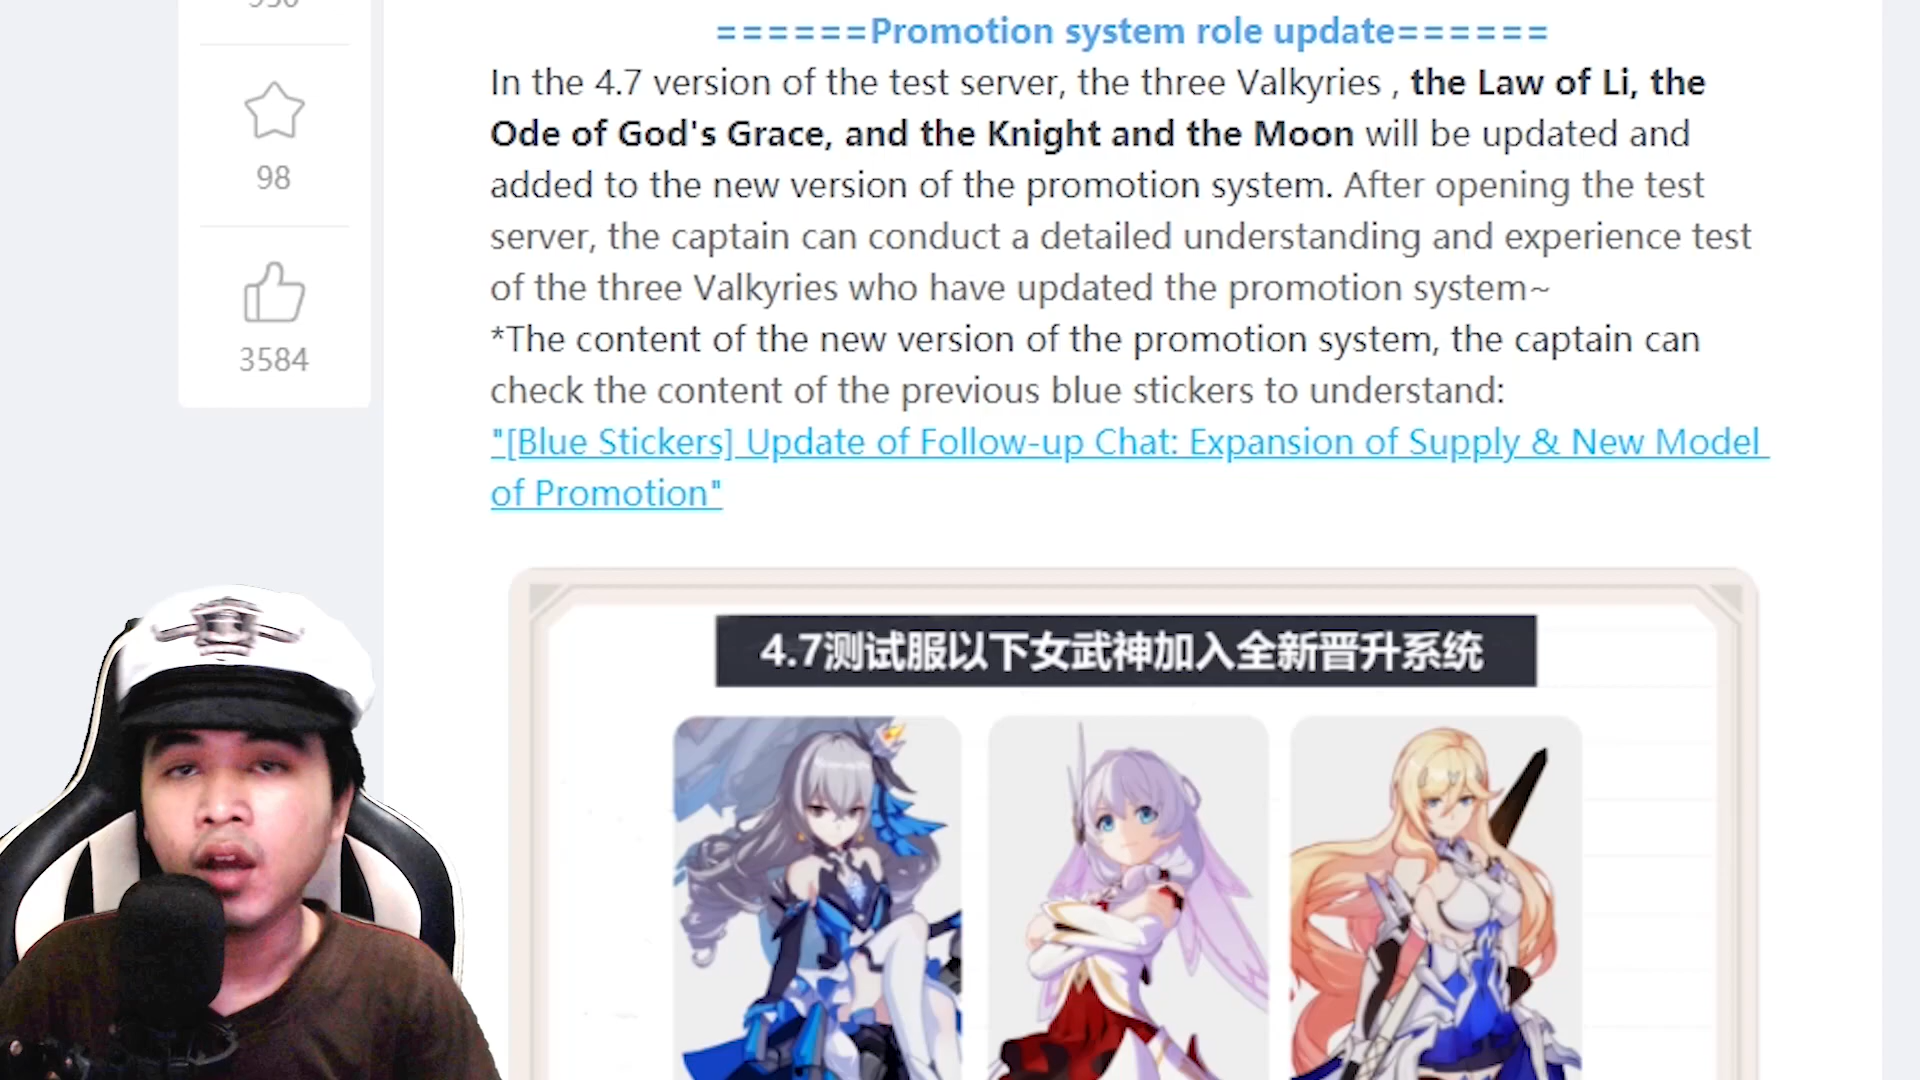 ======Promotion system role update======
In the 4.7 version of the test server, the three Valkyries , the Law of Li, the
Ode of God's Grace, and the Knight and the Moon will be updated and
added to the new version of the promotion system. After opening the test
server, the captain can conduct a detailed understanding and experience test
of the three Valkyries who have updated the promotion system~
*The content of the new version of the promotion system, the captain can
check the content of the previous blue stickers to understand:
"[Blue Stickers] Update of Follow-up Chat: Expansion of Supply & New Model
of Promotion"
98
3584
4.7测试服以下女武神加入全新晋升系统